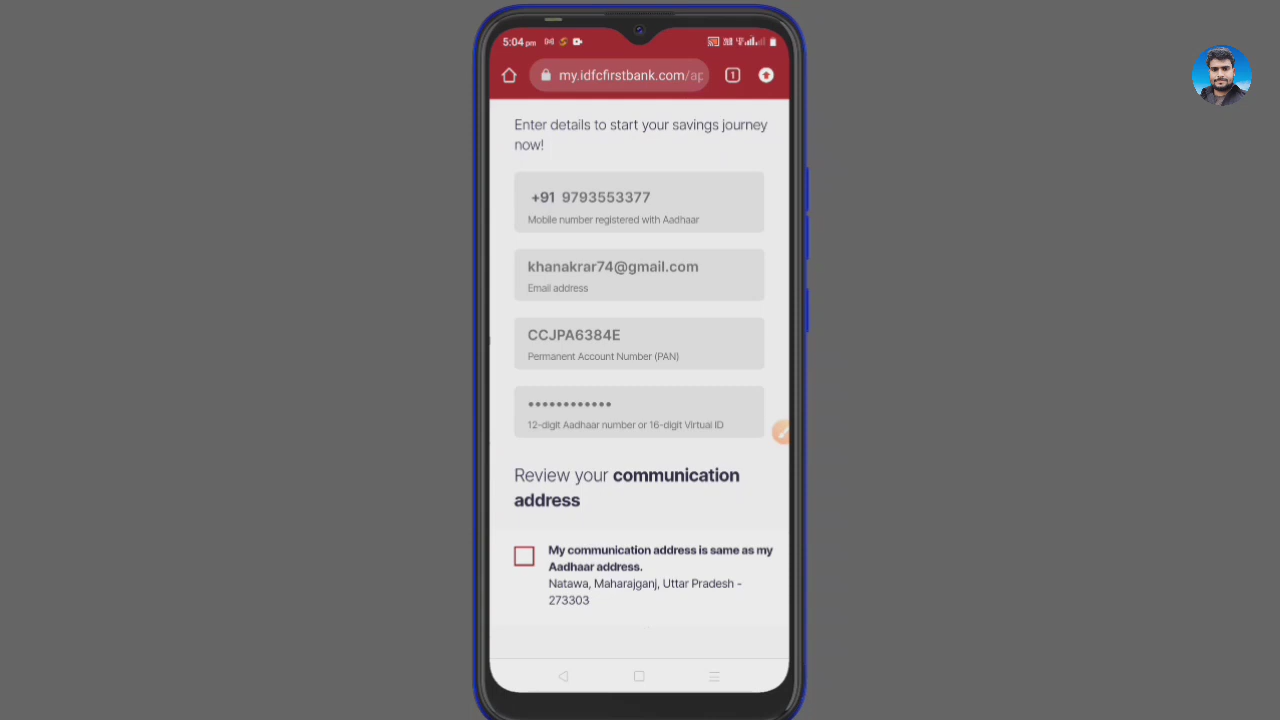 5:04 pm
my.idfcfirstbank.com/ap
1
Enter details to start your savings journey
now!
+91 9793553377
Mobile number registered with Aadhaar
khanakrar74@gmail.com
Email address
CCJPA6384E
Permanent Account Number (PAN)
••••••••••••
12-digit Aadhaar number or 16-digit Virtual ID
Review your communication
address
My communication address is same as my
Aadhaar address.
Natawa, Maharajganj, Uttar Pradesh -
273303